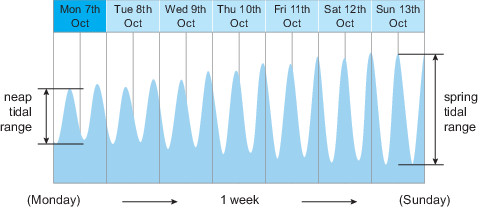 Mon 7th Oct
Tue 8th Oct
Wed 9th Oct
Thu 10th Oct
Fri 11th Oct
Sat 12th Oct
Sun 13th Oct
neap
tidal
range
spring
tidal
range
(Monday)
1 week
(Sunday)